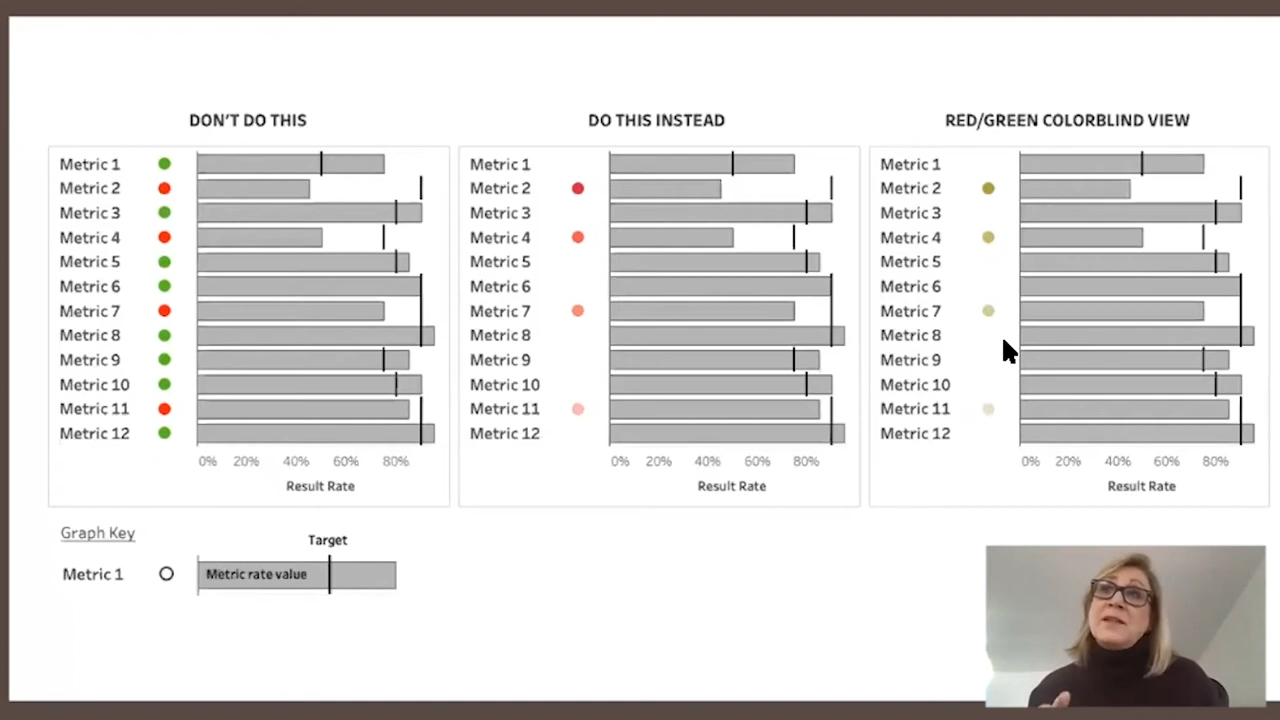 DON'T DO THIS
Metric 1
Metric 2
Metric 3
Metric 4
Metric 5
Metric 6
Metric 7
Metric 8
Metric 9
Metric 10
Metric 11
Metric 12
0% 20% 40% 60% 80%
Result Rate
DO THIS INSTEAD
Metric 1
Metric 2
Metric 3
Metric 4
Metric 5
Metric 6
Metric 7
Metric 8
Metric 9
Metric 10
Metric 11
Metric 12
0% 20% 40% 60% 80%
Result Rate
RED/GREEN COLORBLIND VIEW
Metric 1
Metric 2
Metric 3
Metric 4
Metric 5
Metric 6
Metric 7
Metric 8
Metric 9
Metric 10
Metric 11
Metric 12
0% 20% 40% 60% 80%
Result Rate
Graph Key
Target
Metric 1 Metric rate value